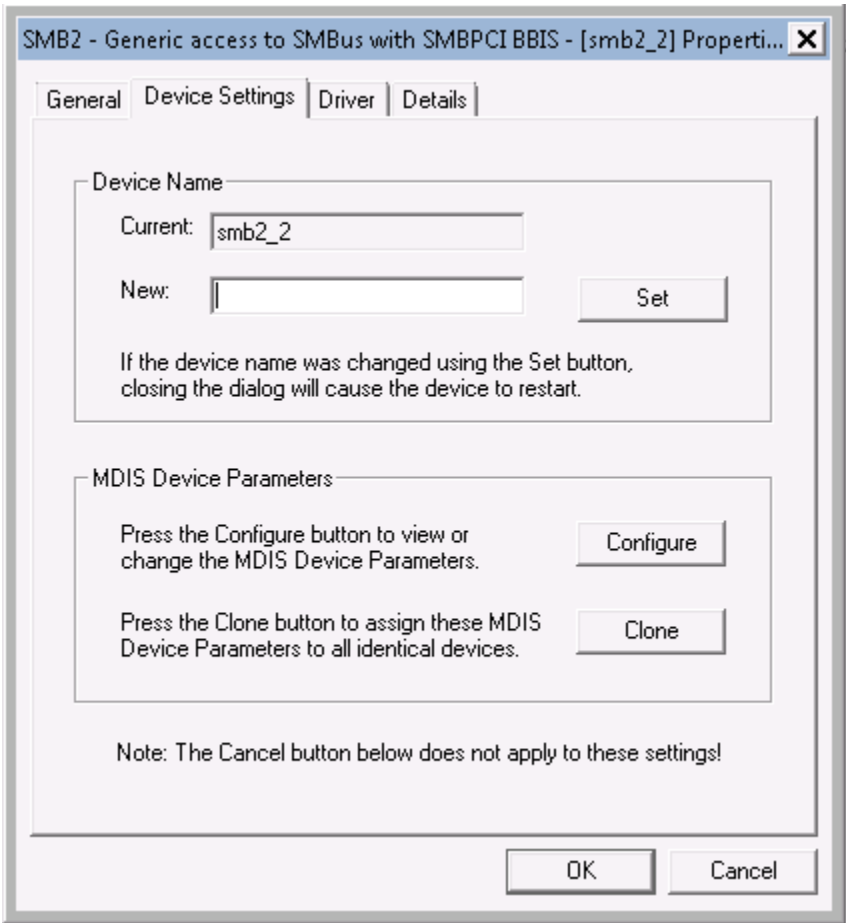 SMB2 - Generic access to SMBus with SMBPCI BBIS - [smb2_2] Properti...
General Device Settings Driver Details
Device Name
Current: smb2_2
New: Set
If the device name was changed using the Set button,
closing the dialog will cause the device to restart.
MDIS Device Parameters
Press the Configure button to view or
change the MDIS Device Parameters.
Configure
Press the Clone button to assign these MDIS
Device Parameters to all identical devices.
Clone
Note: The Cancel button below does not apply to these settings!
OK Cancel